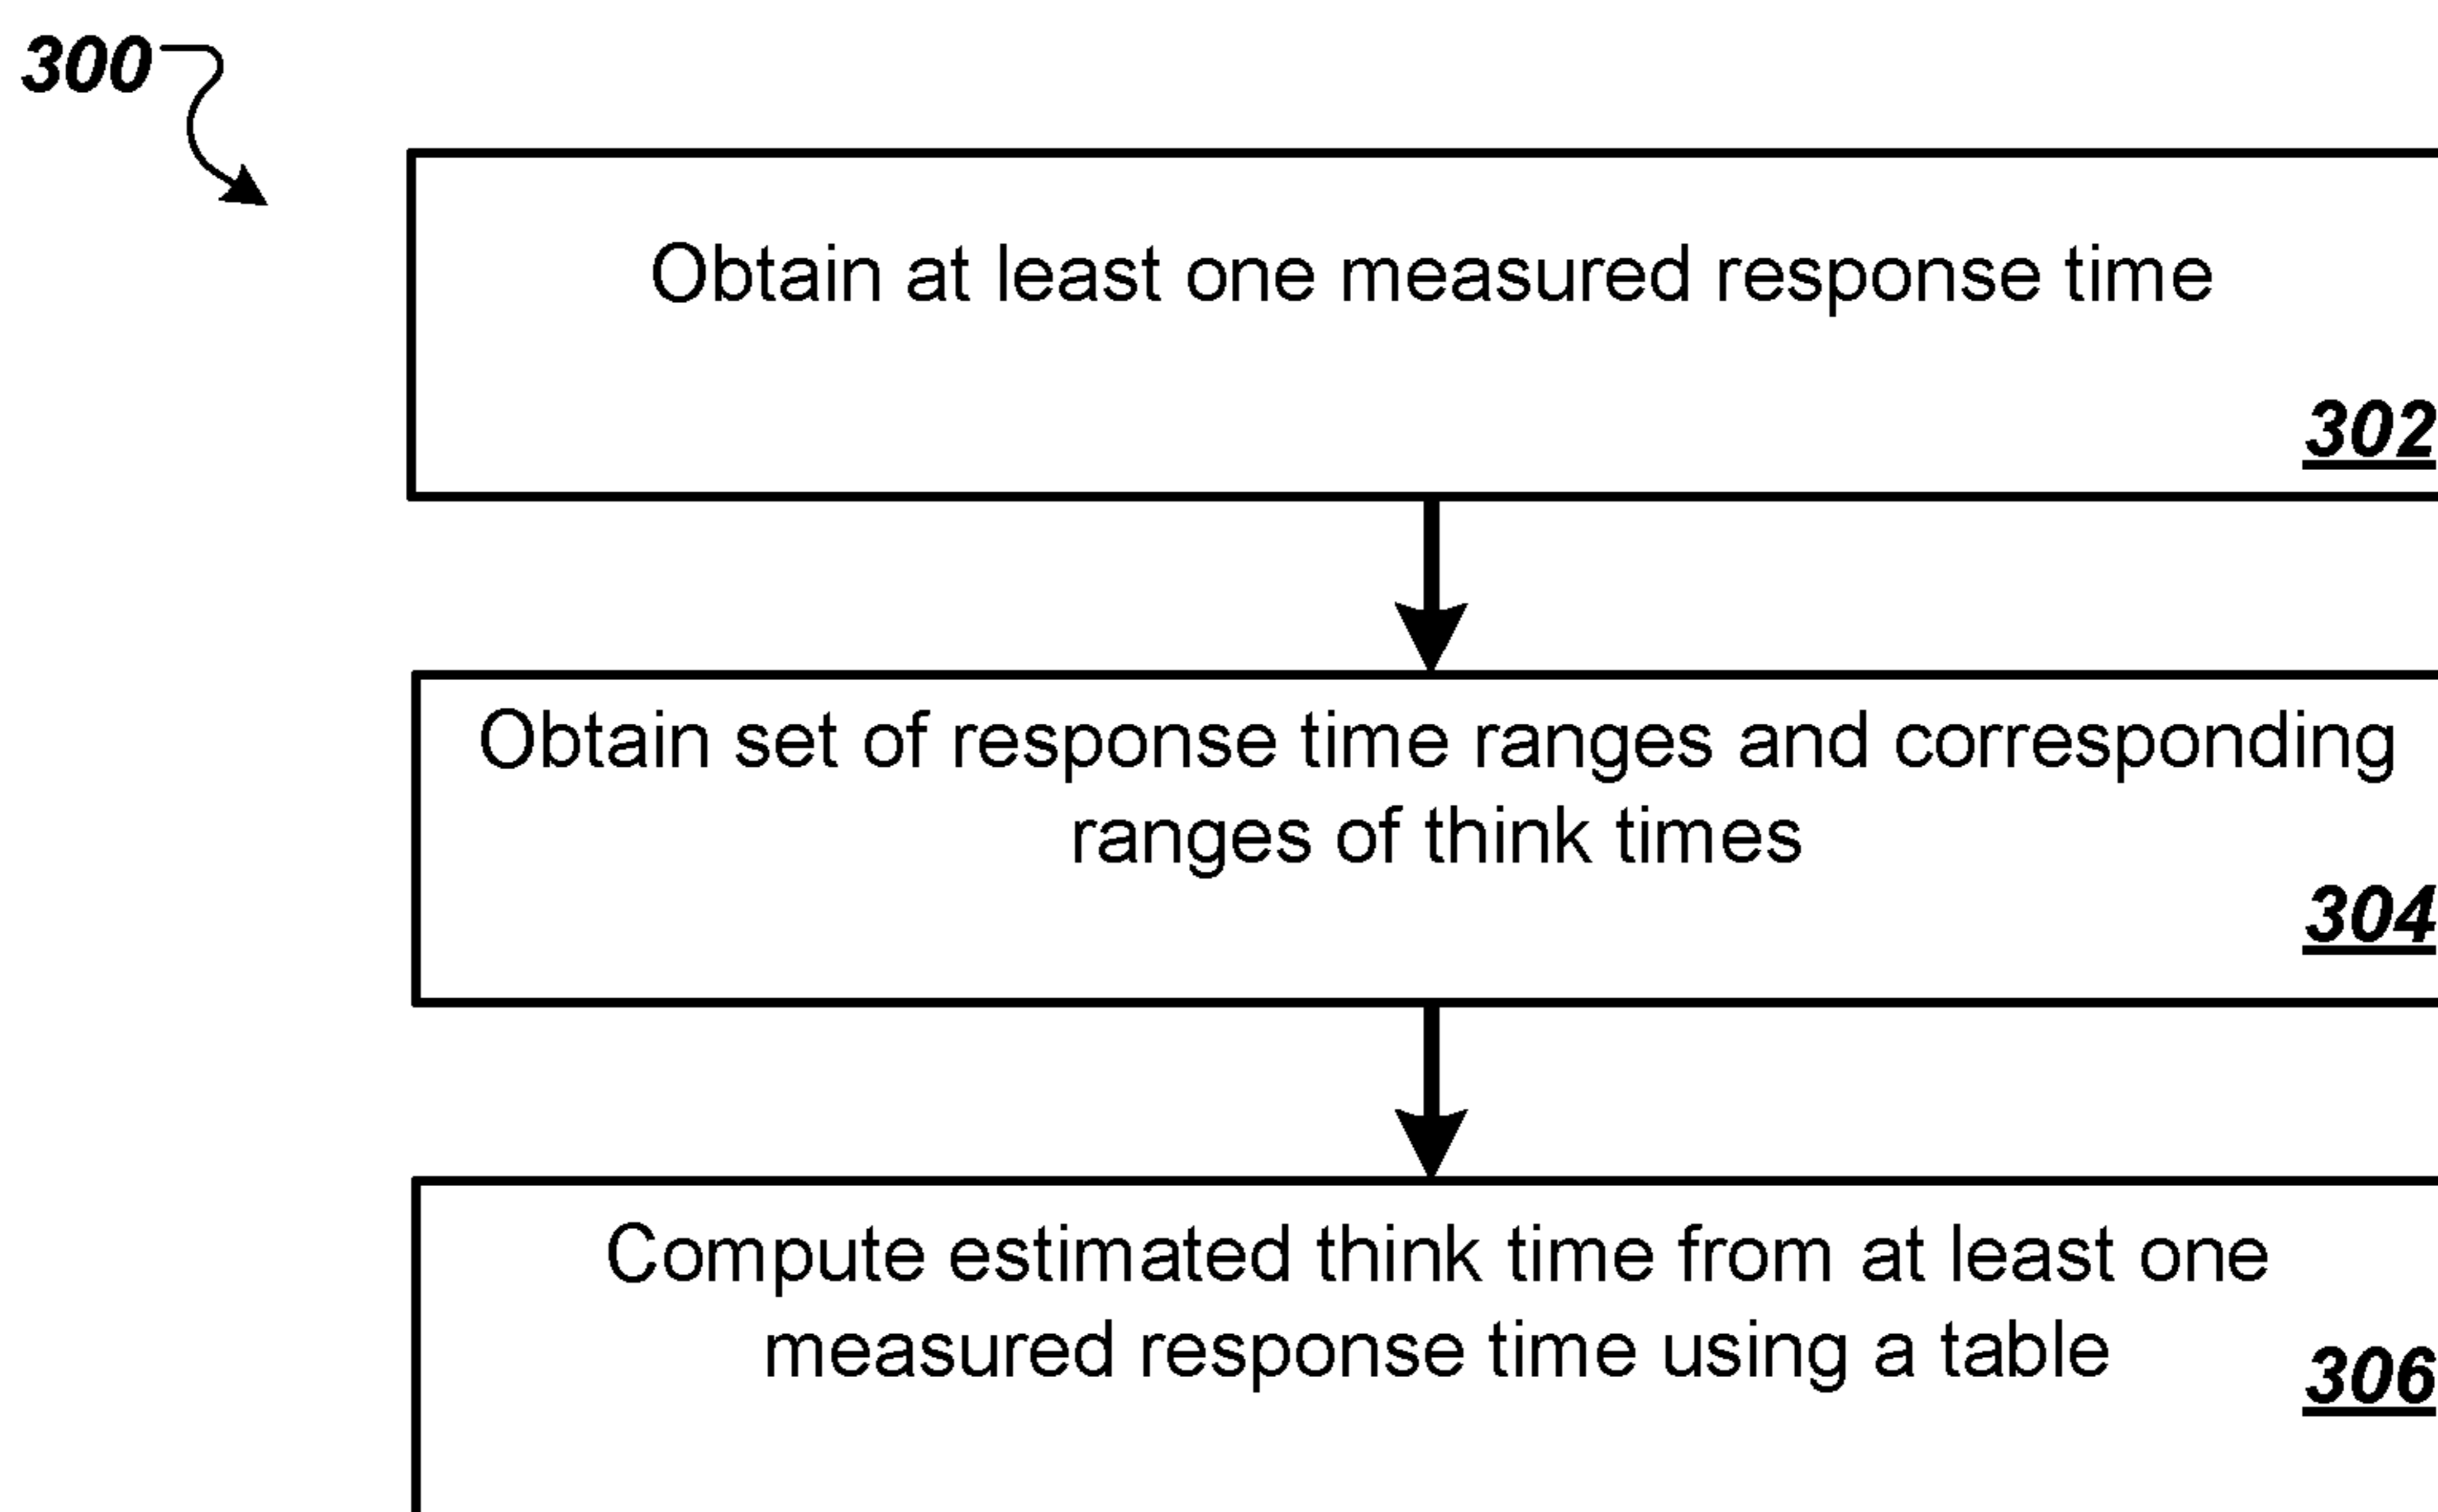 300
Obtain at least one measured response time
302
Obtain set of response time ranges and corresponding
ranges of think times
304
Compute estimated think time from at least one
measured response time using a table
306